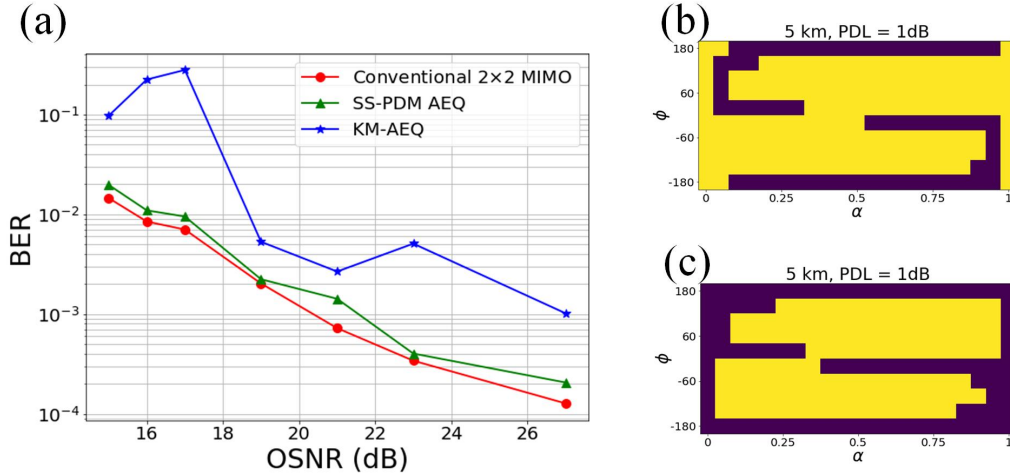 (a)
BER
10⁻¹
10⁻²
10⁻³
10⁻⁴
Conventional 2×2 MIMO
SS-PDM AEQ
KM-AEQ
16 18 20 22 24 26
OSNR (dB)
(b)
5 km, PDL = 1dB
ϕ
180
60
-60
-180
0 0.25 0.5 0.75 1
α
(c)
5 km, PDL = 1dB
ϕ
180
60
-60
-180
0 0.25 0.5 0.75 1
α